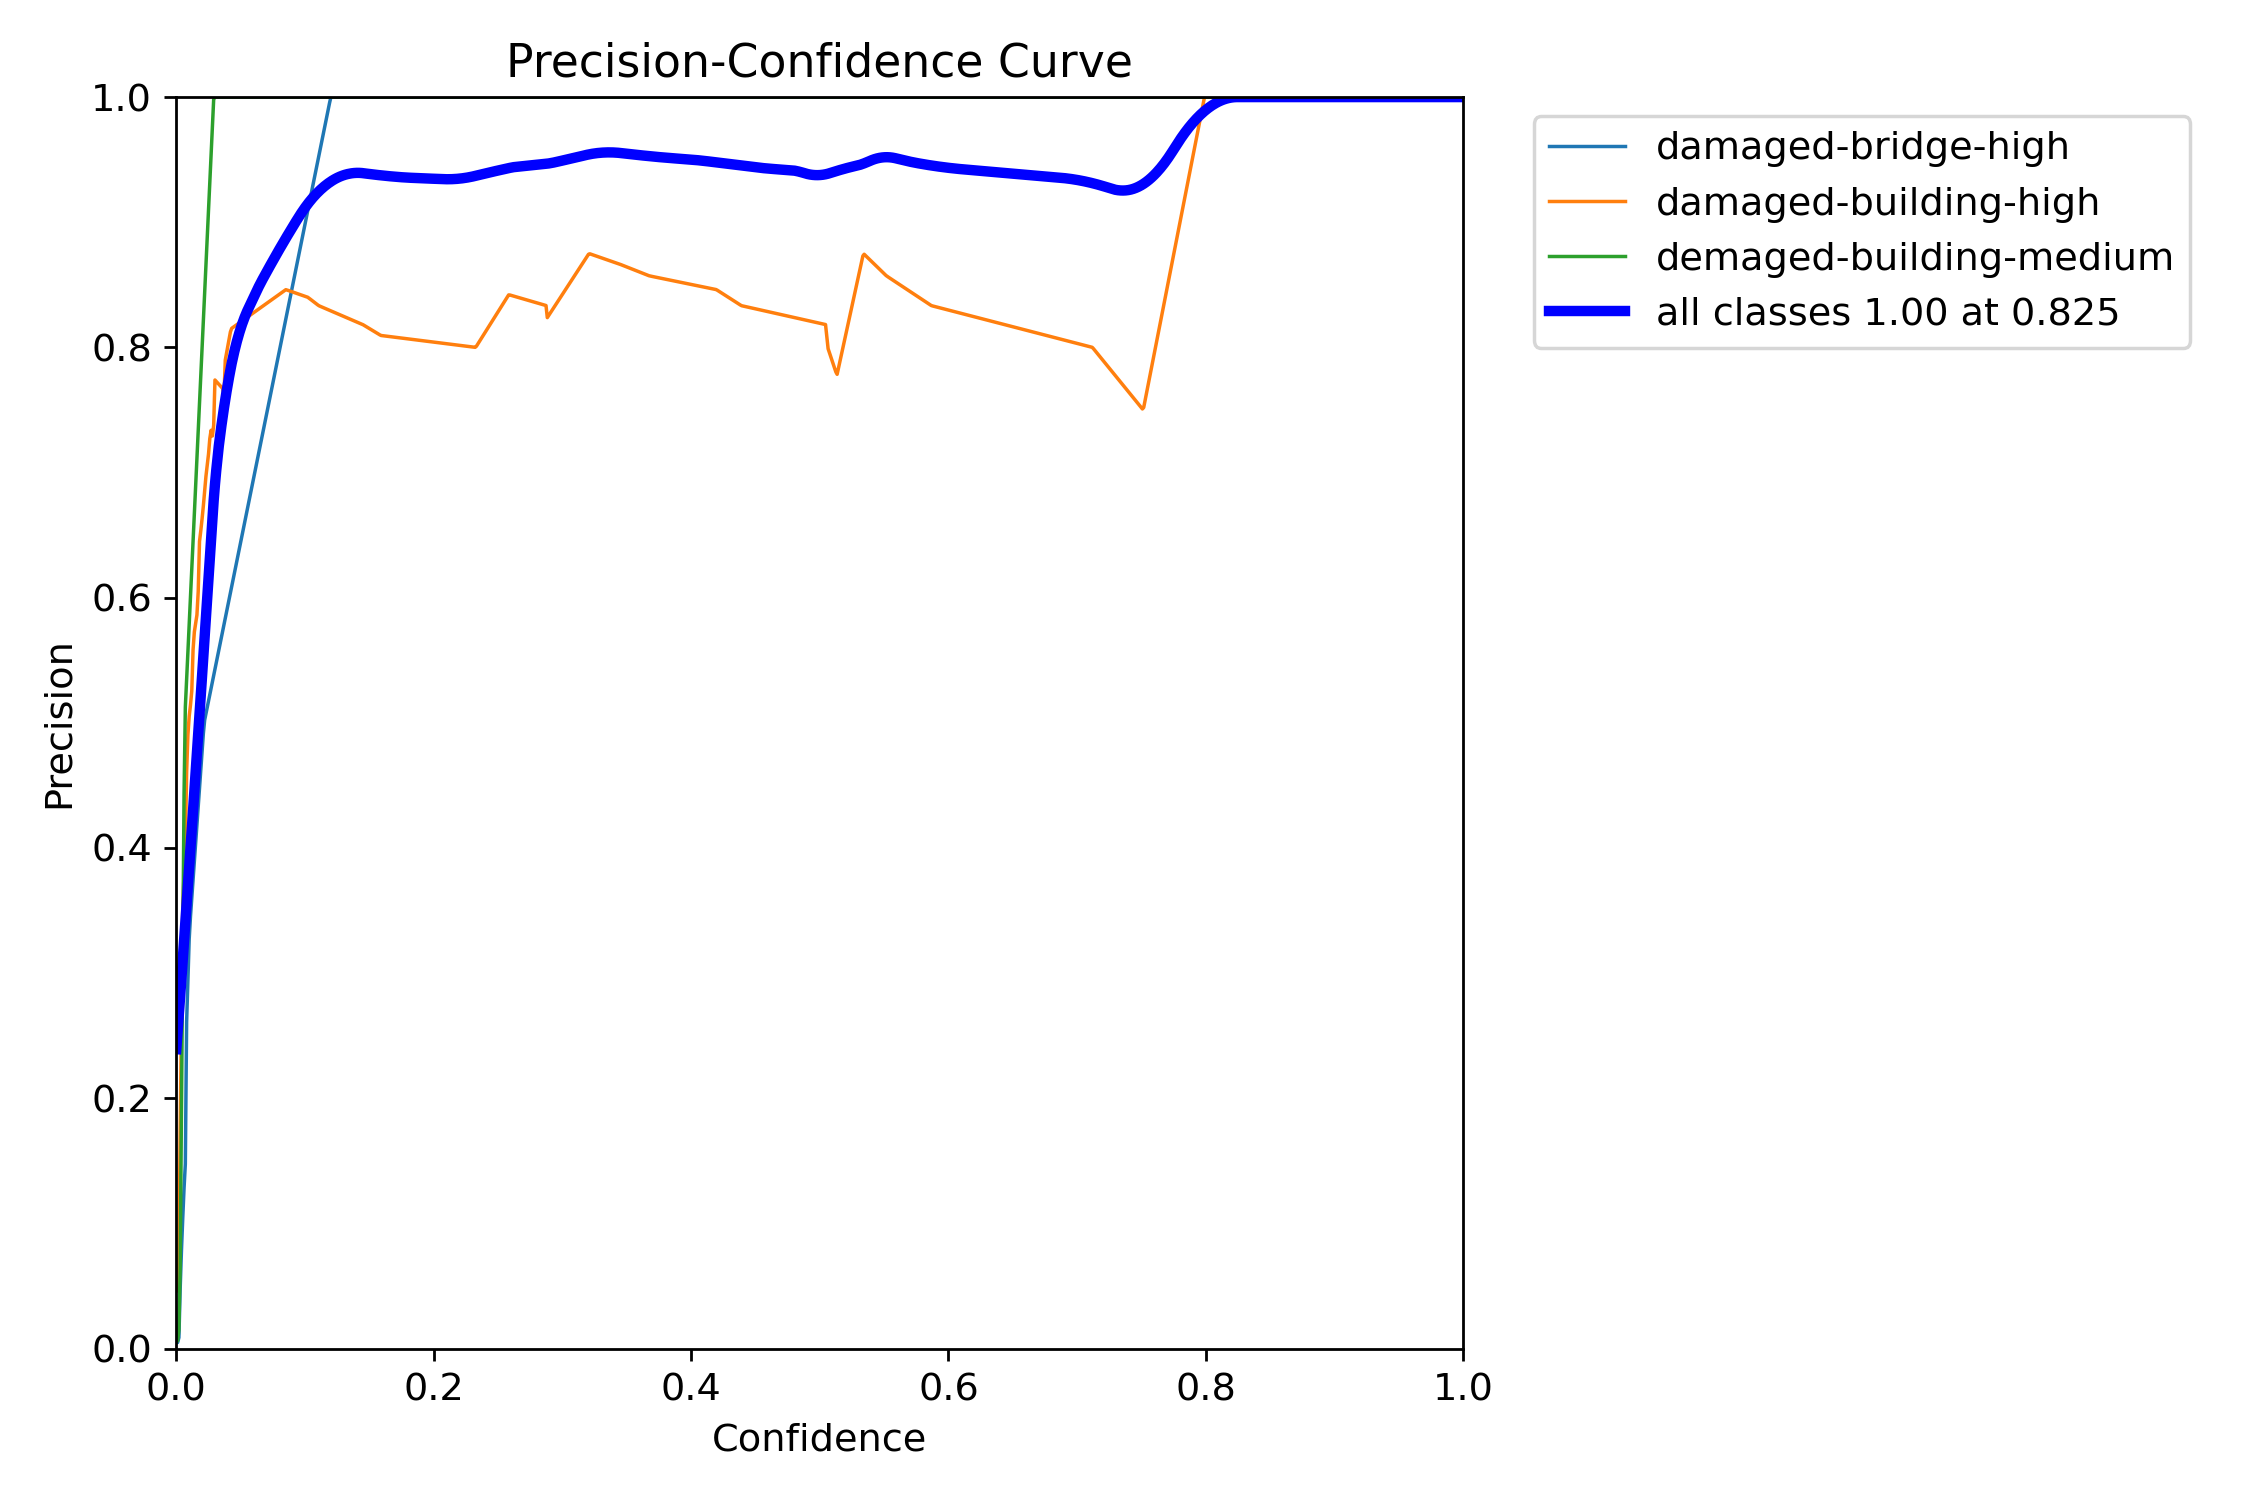 Precision-Confidence Curve
1.0
0.8
0.6
0.4
0.2
0.0
Precision
0.0 0.2 0.4 0.6 0.8 1.0
Confidence
damaged-bridge-high
damaged-building-high
demaged-building-medium
all classes 1.00 at 0.825